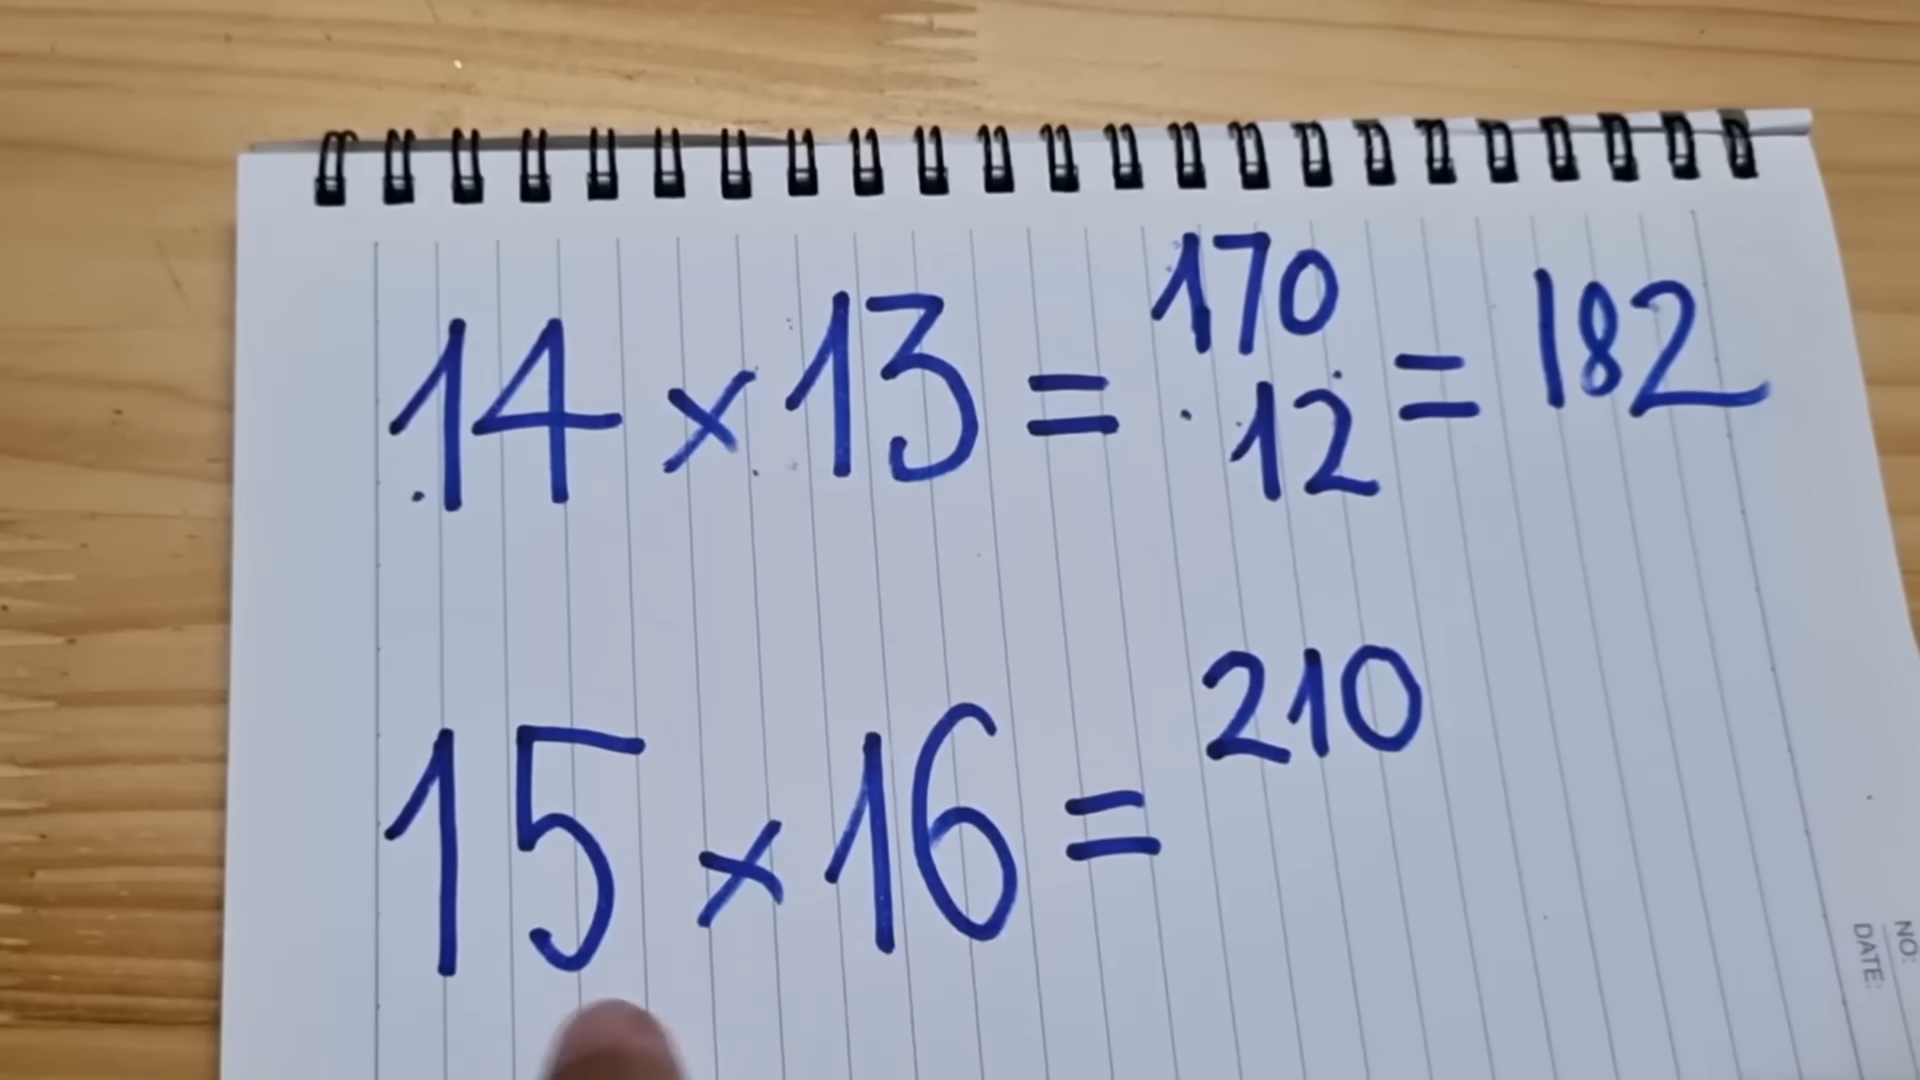 14 × 13 = 170 12 = 182
15 × 16 = 210
NO:
DATE: